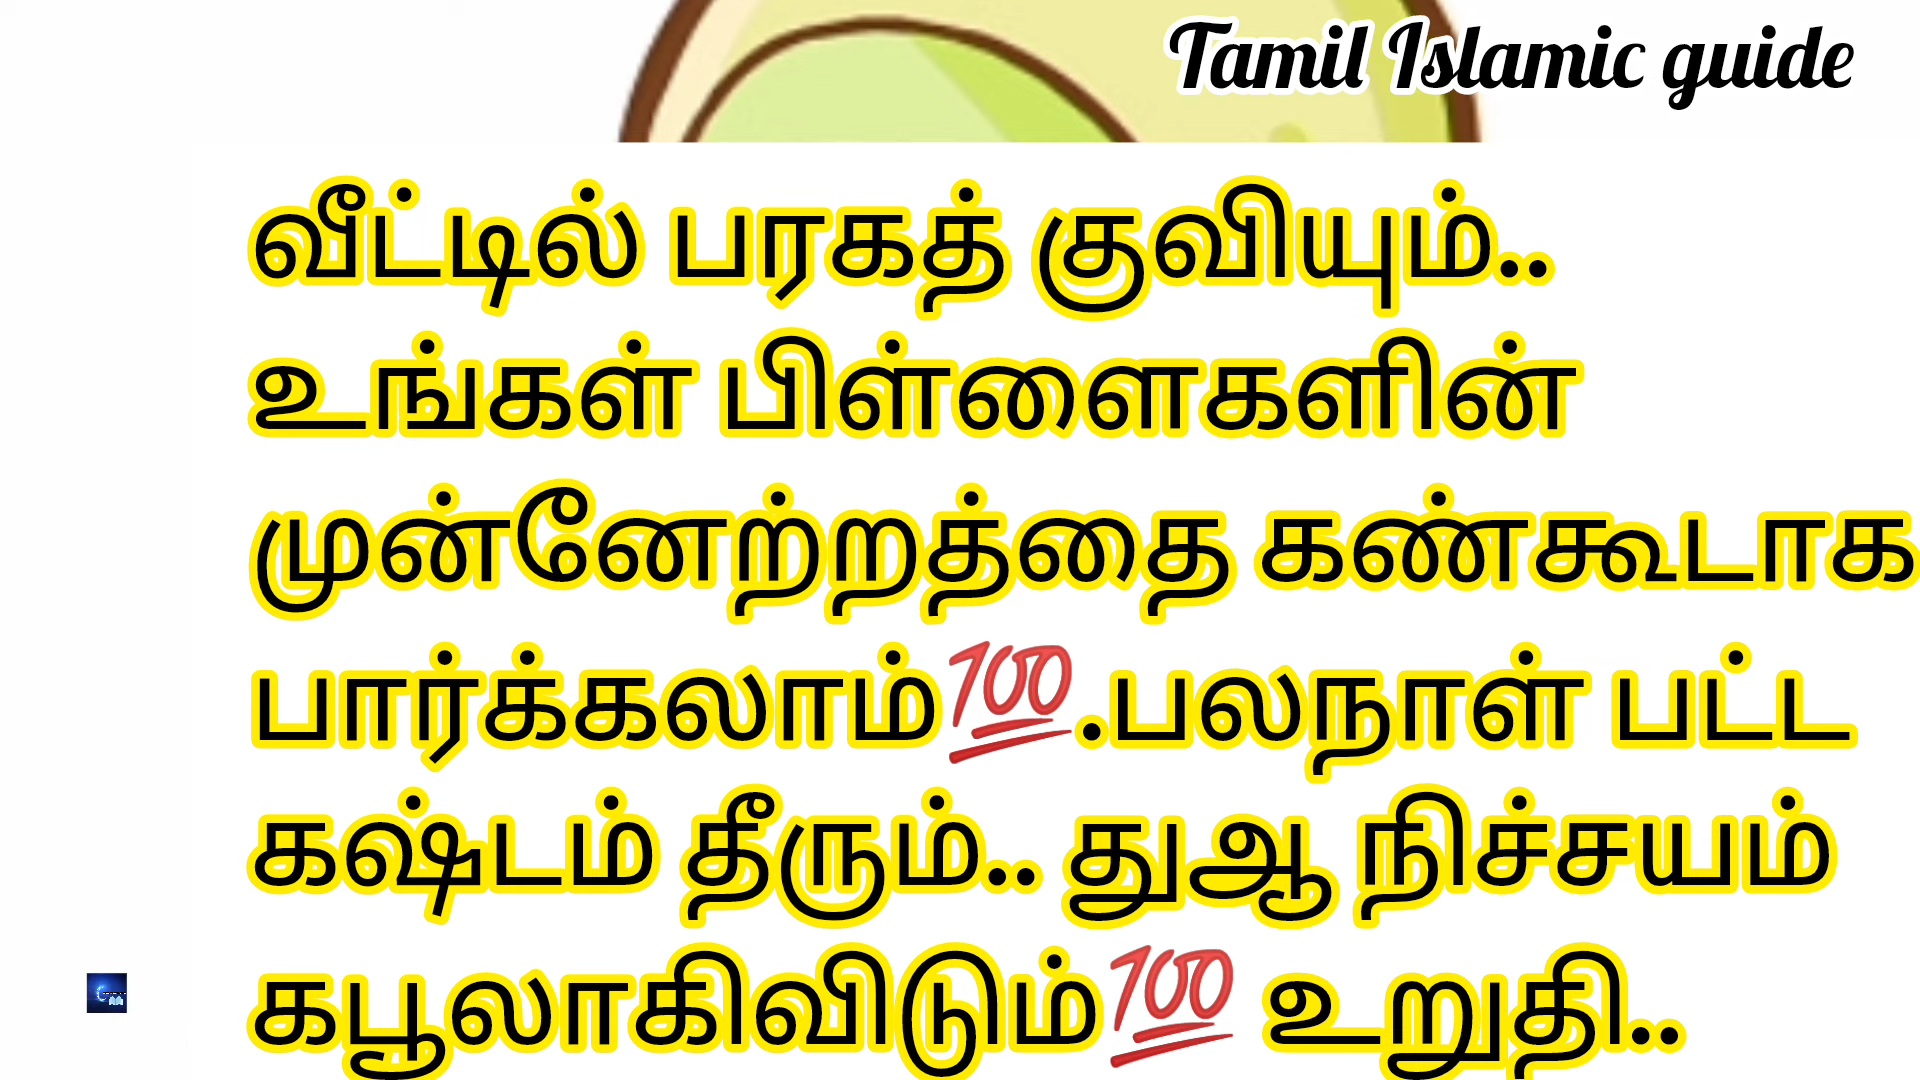 Tamil Islamic guide
வீட்டில் பரகத் குவியும்..
உங்கள் பிள்ளைகளின்
முன்னேற்றத்தை கண்கூடாக
பார்க்கலாம்💯.பலநாள் பட்ட
கஷ்டம் தீரும்.. துஆ நிச்சயம்
கபூலாகிவிடும்💯 உறுதி..